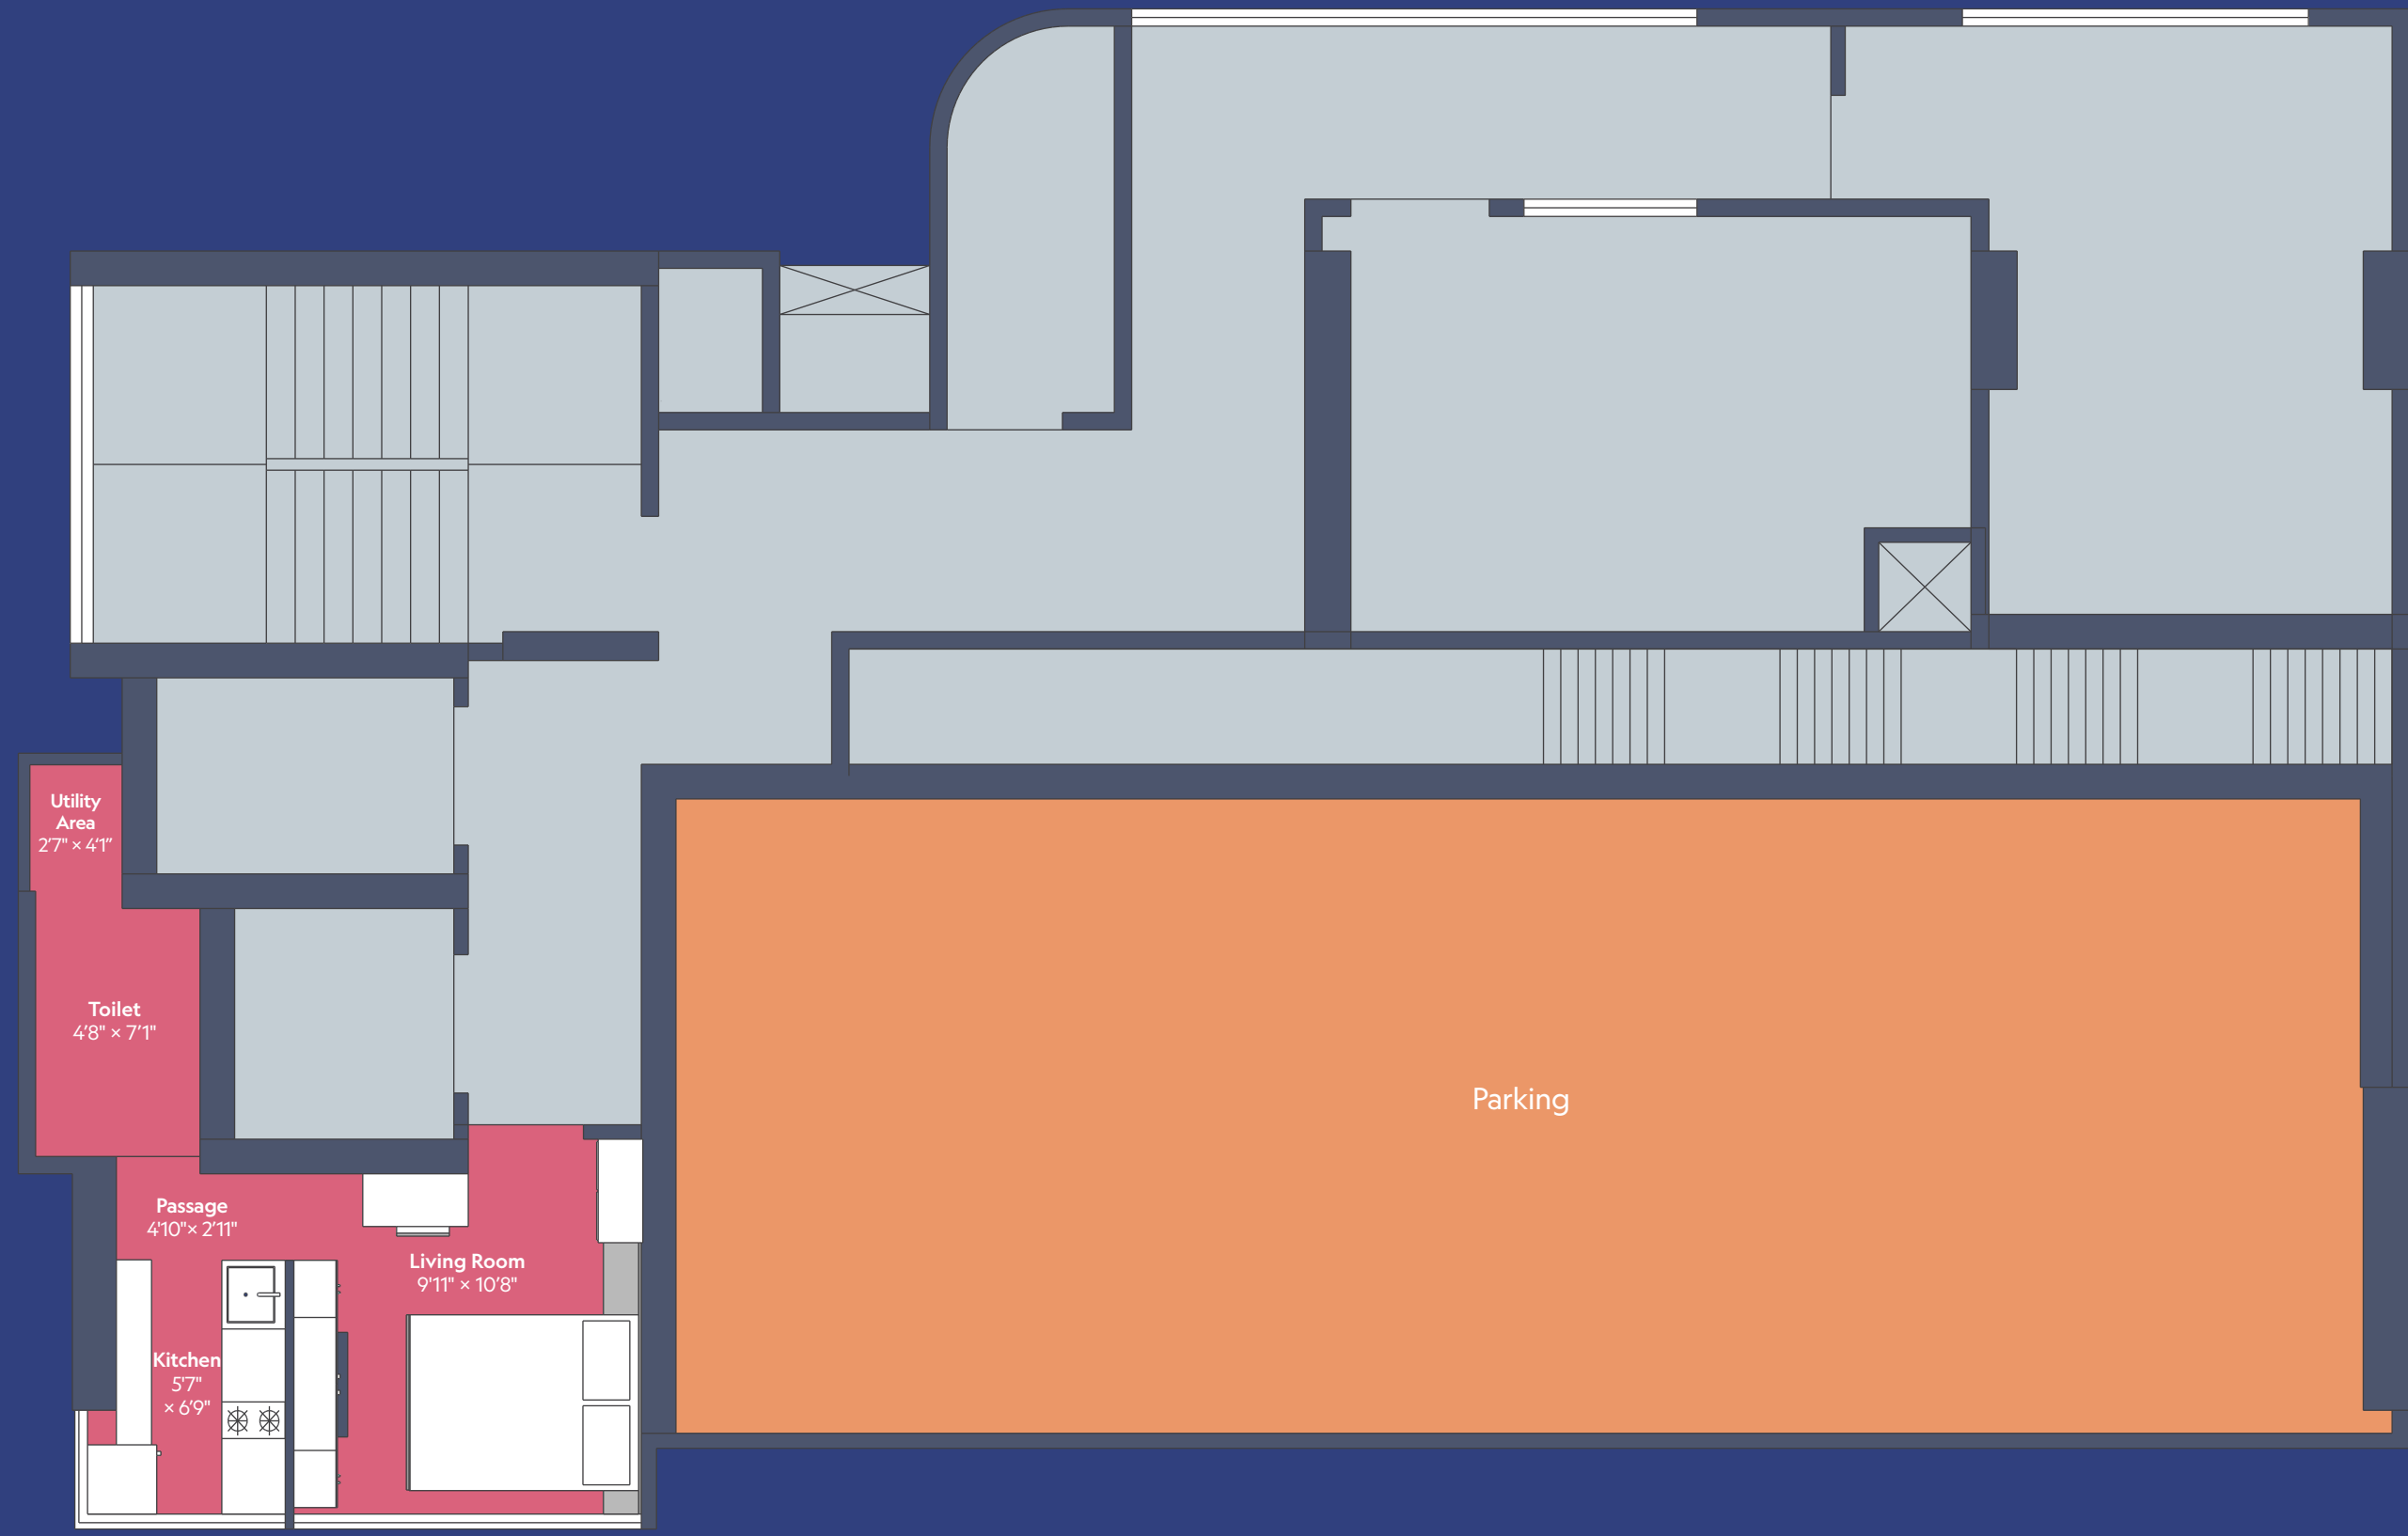 Utility
Area
2'7" × 4'1"
Toilet
4'8" × 7'1"
Parking
Passage
4'10"× 2'11"
Living Room
9'11" × 10'8"
Kitchen
5'7"
× 6'9"